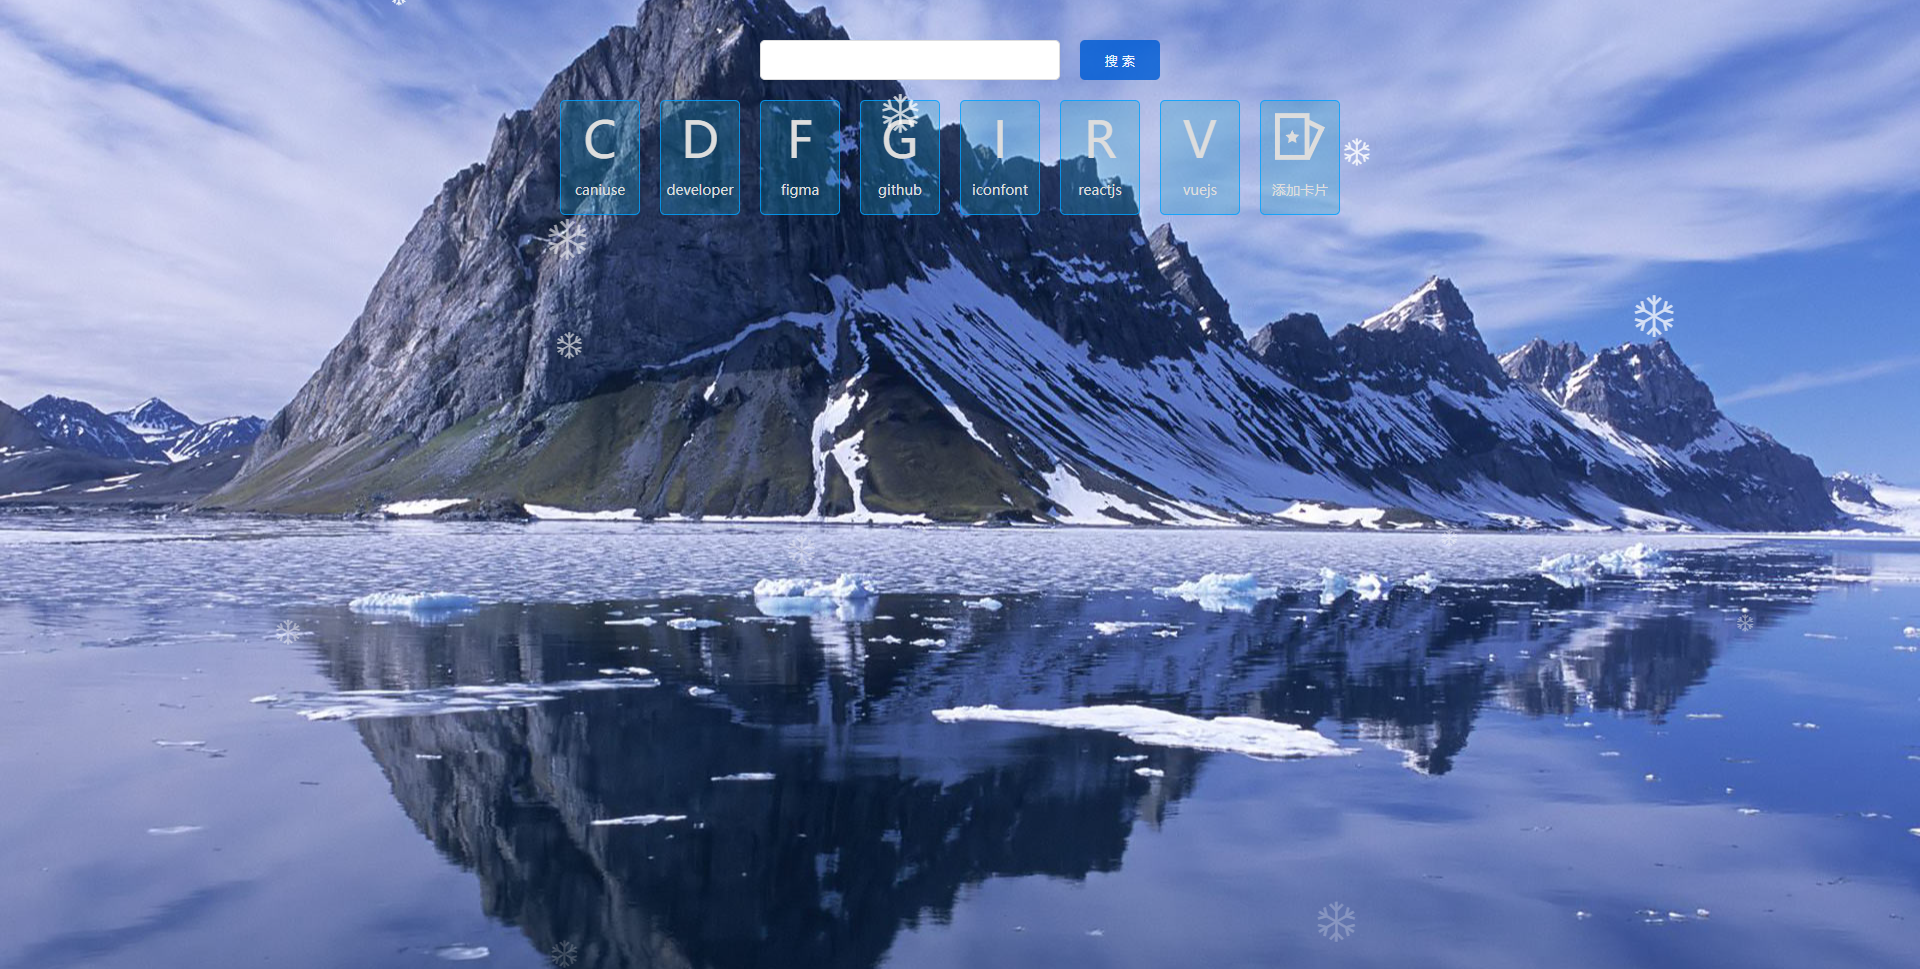 搜 索
C D F G I R V
caniuse developer figma github iconfont reactjs vuejs 添加卡片